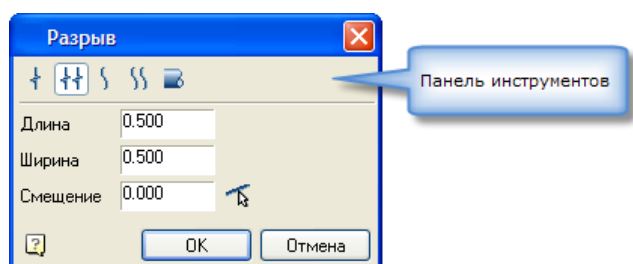 Разрыв
Панель инструментов
Длина 0.500
Ширина 0.500
Смещение 0.000
? OK Отмена